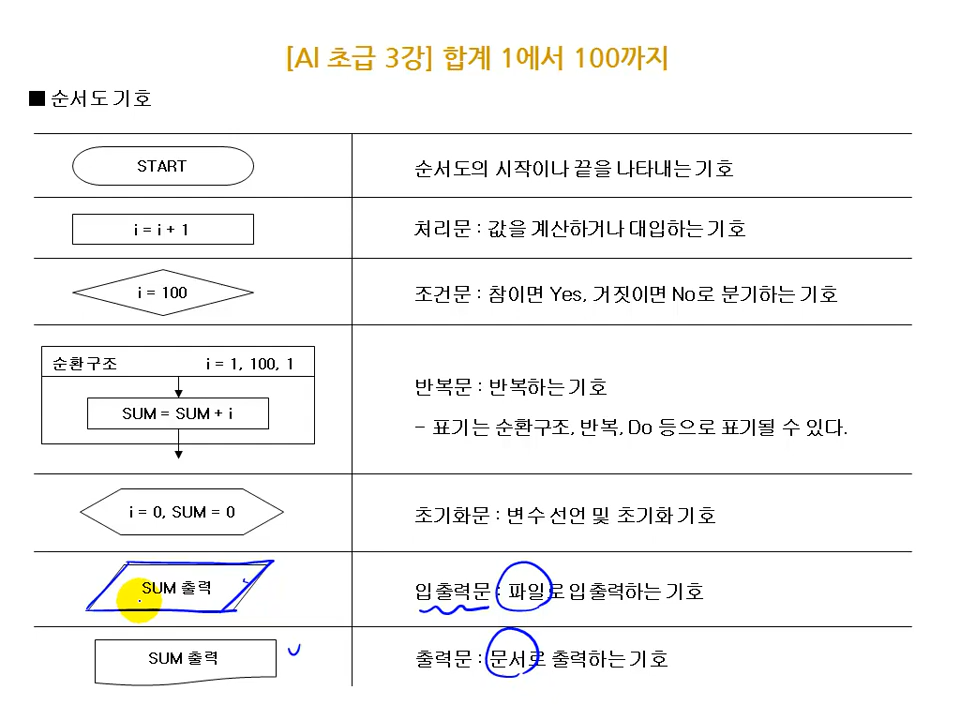 [AI 초급 3강] 합계 1에서 100까지
■ 순서도 기호
START
순서도의 시작이나 끝을 나타내는 기호
i = i + 1
처리문 : 값을 계산하거나 대입하는 기호
i = 100
조건문 : 참이면 Yes, 거짓이면 No로 분기하는 기호
순환구조 i = 1, 100, 1
SUM = SUM + i
반복문 : 반복하는 기호
- 표기는 순환구조, 반복, Do 등으로 표기될 수 있다.
i = 0, SUM = 0
초기화문 : 변수 선언 및 초기화 기호
SUM 출력
입출력문 : 파일로 입출력하는 기호
SUM 출력
출력문 : 문서로 출력하는 기호